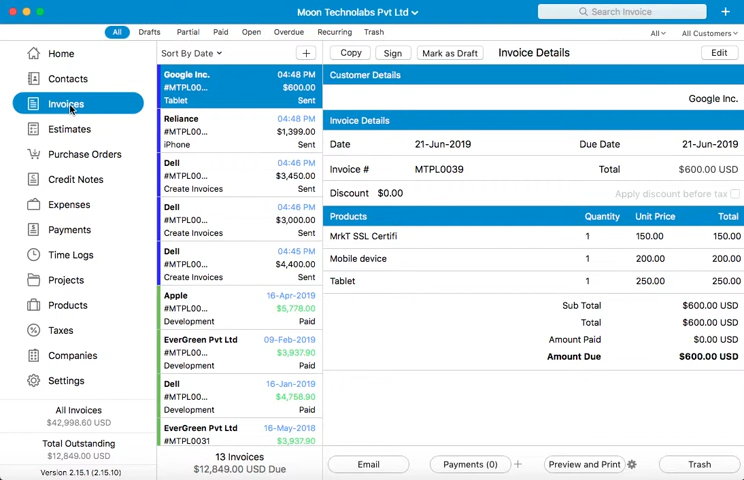 Moon Technolabs Pvt Ltd
Search Invoice
+
All Drafts Partial Paid Open Overdue Recurring Trash
All All Customers
Home
Contacts
Invoices
Estimates
Purchase Orders
Credit Notes
Expenses
Payments
Time Logs
Projects
Products
Taxes
Companies
Settings
All Invoices
$42,998.60 USD
Total Outstanding
$12,849.00 USD
Version 2.15.1 (2.15.10)
Sort By Date +
Google Inc. 04:48 PM
#MTPL00... $600.00
Tablet Sent
Reliance 04:48 PM
#MTPL00... $1,399.00
iPhone Sent
Dell 04:46 PM
#MTPL00... $3,450.00
Create Invoices Sent
Dell 04:46 PM
#MTPL00... $3,000.00
Create Invoices Sent
Dell 04:45 PM
#MTPL00... $4,400.00
Create Invoices Sent
Apple 16-Apr-2019
#MTPL00... $5,778.00
Development Paid
EverGreen Pvt Ltd 09-Feb-2019
#MTPL00... $3,937.90
Development Paid
Dell 16-Jan-2019
#MTPL00... $4,758.90
Development Paid
EverGreen Pvt Ltd 16-May-2018
#MTPL0031 $3,937.90
13 Invoices
$12,849.00 USD Due
Copy Sign Mark as Draft Invoice Details Edit
Customer Details
Google Inc.
Invoice Details
Date 21-Jun-2019 Due Date 21-Jun-2019
Invoice # MTPL0039 Total $600.00 USD
Discount $0.00 Apply discount before tax
Products Quantity Unit Price Total
MrkT SSL Certifi 1 150.00 150.00
Mobile device 1 200.00 200.00
Tablet 1 250.00 250.00
Sub Total $600.00 USD
Total $600.00 USD
Amount Paid $0.00 USD
Amount Due $600.00 USD
Email Payments (0) + Preview and Print Trash